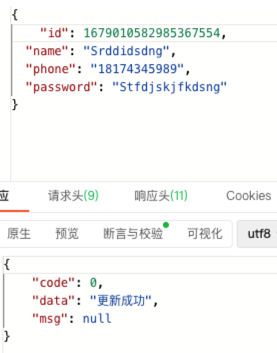 {
"id": 1679010582985367554,
"name": "Srddidsdng",
"phone": "18174345989",
"password": "Stfdjskjfkdsng"
}
应 请求头(9) 响应头(11) Cookies
原生 预览 断言与校验 可视化 utf8
{
"code": 0,
"data": "更新成功",
"msg": null
}